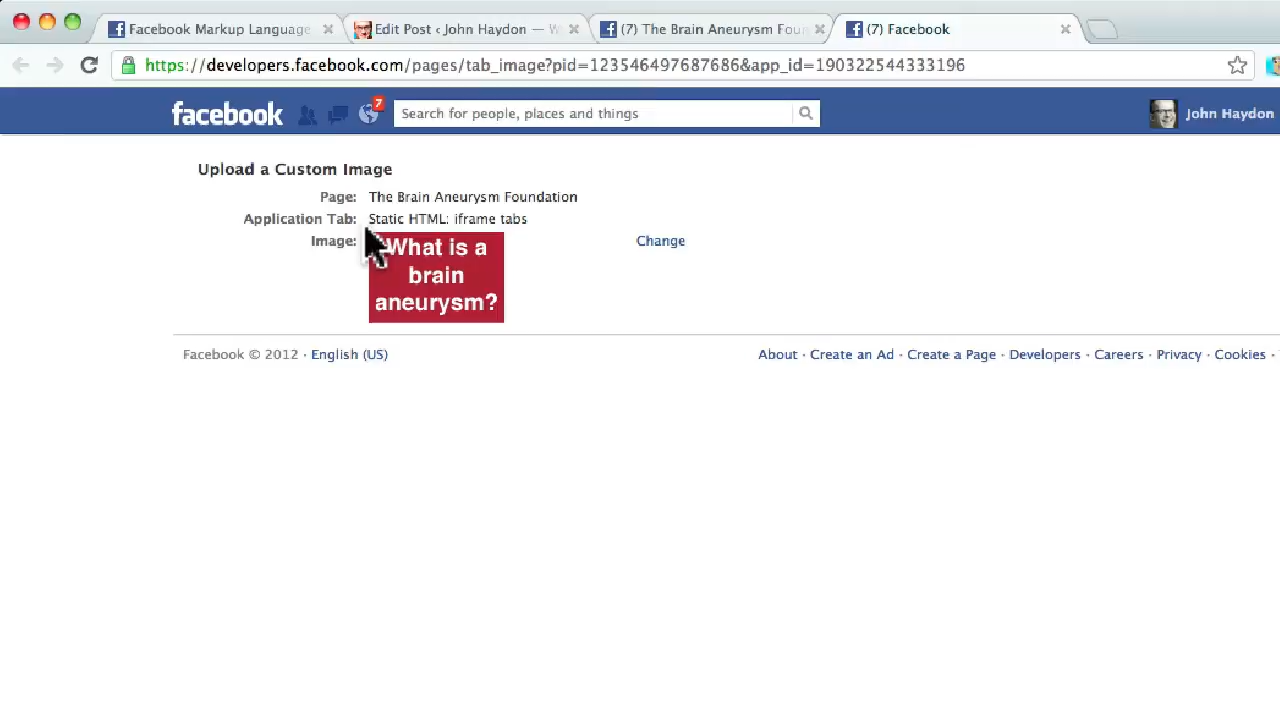 Facebook Markup Language
Edit Post ‹ John Haydon — W
(7) The Brain Aneurysm Foun
(7) Facebook
https://developers.facebook.com/pages/tab_image?pid=123546497687686&app_id=190322544333196
facebook
7
Search for people, places and things
John Haydon
Upload a Custom Image
Page: The Brain Aneurysm Foundation
Application Tab: Static HTML: iframe tabs
Image:
What is a
brain
aneurysm?
Change
Facebook © 2012 · English (US)
About · Create an Ad · Create a Page · Developers · Careers · Privacy · Cookies ·